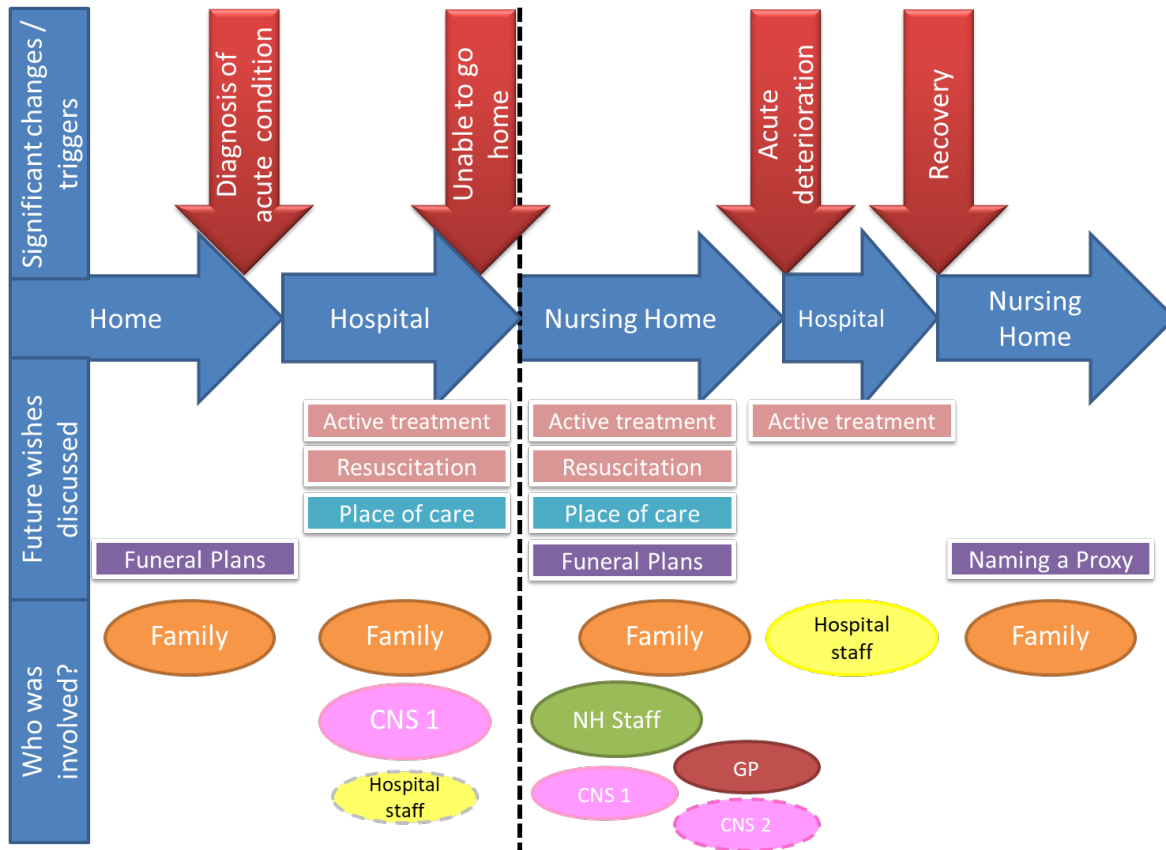 Significant changes /
triggers
Diagnosis of
acute condition
Unable to go
home
Acute
deterioration
Recovery
Home
Hospital
Nursing Home
Hospital
Nursing
Home
Future wishes
discussed
Active treatment
Active treatment
Active treatment
Resuscitation
Resuscitation
Place of care
Place of care
Funeral Plans
Funeral Plans
Naming a Proxy
Who was
involved?
Family
Family
Family
Hospital
staff
Family
CNS 1
NH Staff
Hospital
staff
CNS 1
GP
CNS 2